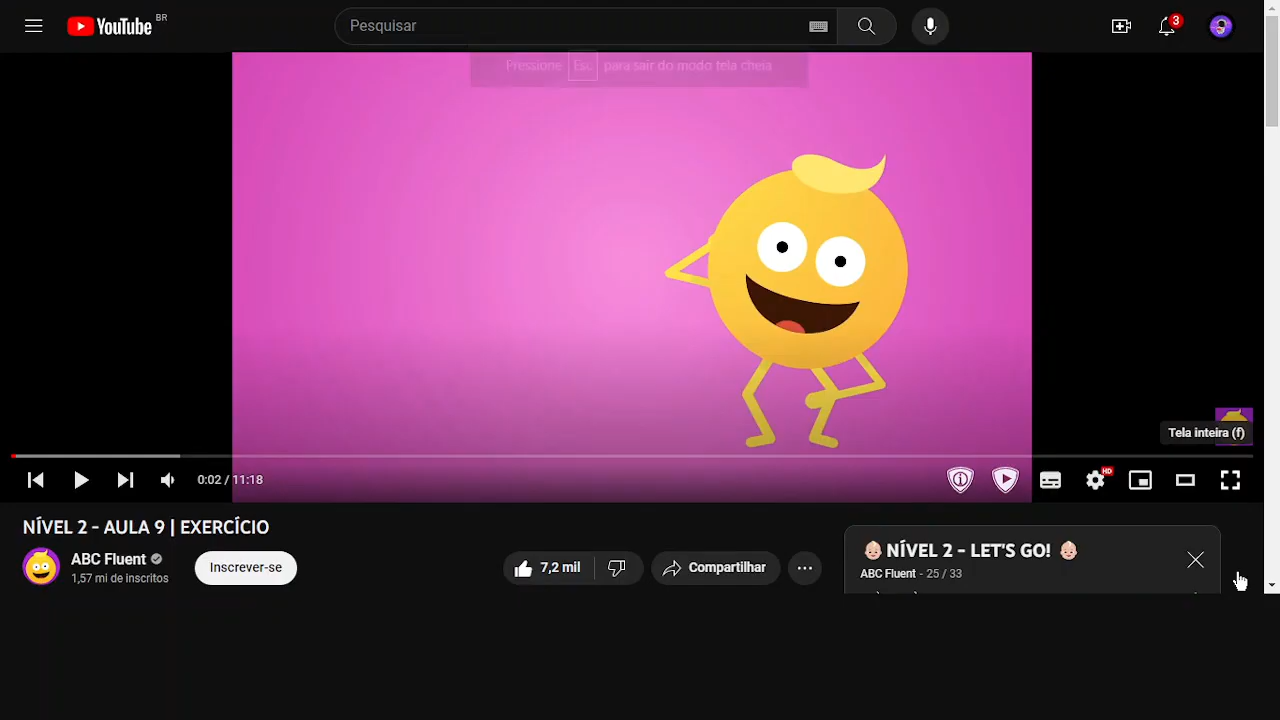 YouTube BR
Pesquisar
3
Pressione Esc para sair do modo tela cheia
Tela inteira (f)
0:02 / 11:18
HD
NÍVEL 2 - AULA 9 | EXERCÍCIO
ABC Fluent
1,57 mi de inscritos
Inscrever-se
7,2 mil
Compartilhar
NÍVEL 2 - LET'S GO!
ABC Fluent - 25 / 33